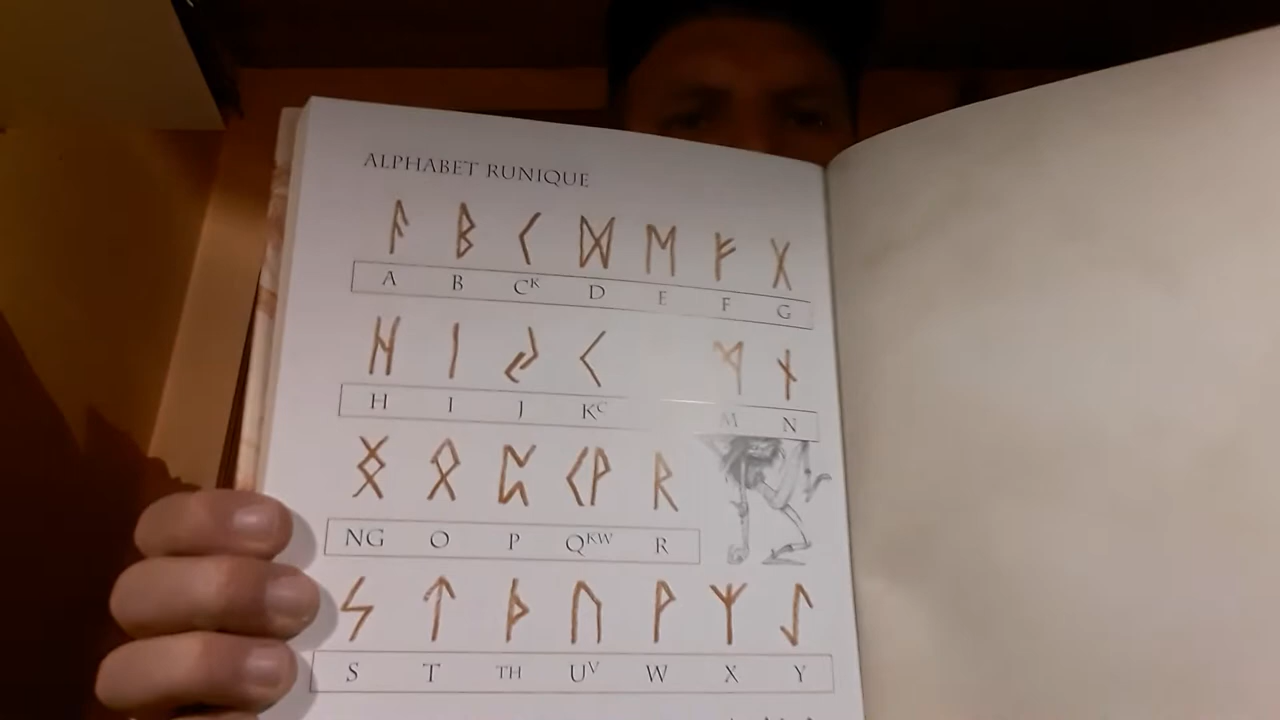 ALPHABET RUNIQUE
ᚨ ᛒ ᚲ ᛞ ᛖ ᚠ ᚷ
A B Cᴷ D E F G
ᚺ ᛁ ᛃ ᚲ ᛗ ᚾ
H I J Kᶜ M N
ᛝ ᛟ ᛈ ᚲᚹ ᚱ
NG O P Qᴷᵂ R
ᛊ ᛏ ᚦ ᚢ ᚹ ᛉ ᛇ
S T TH Uⱽ W X Y